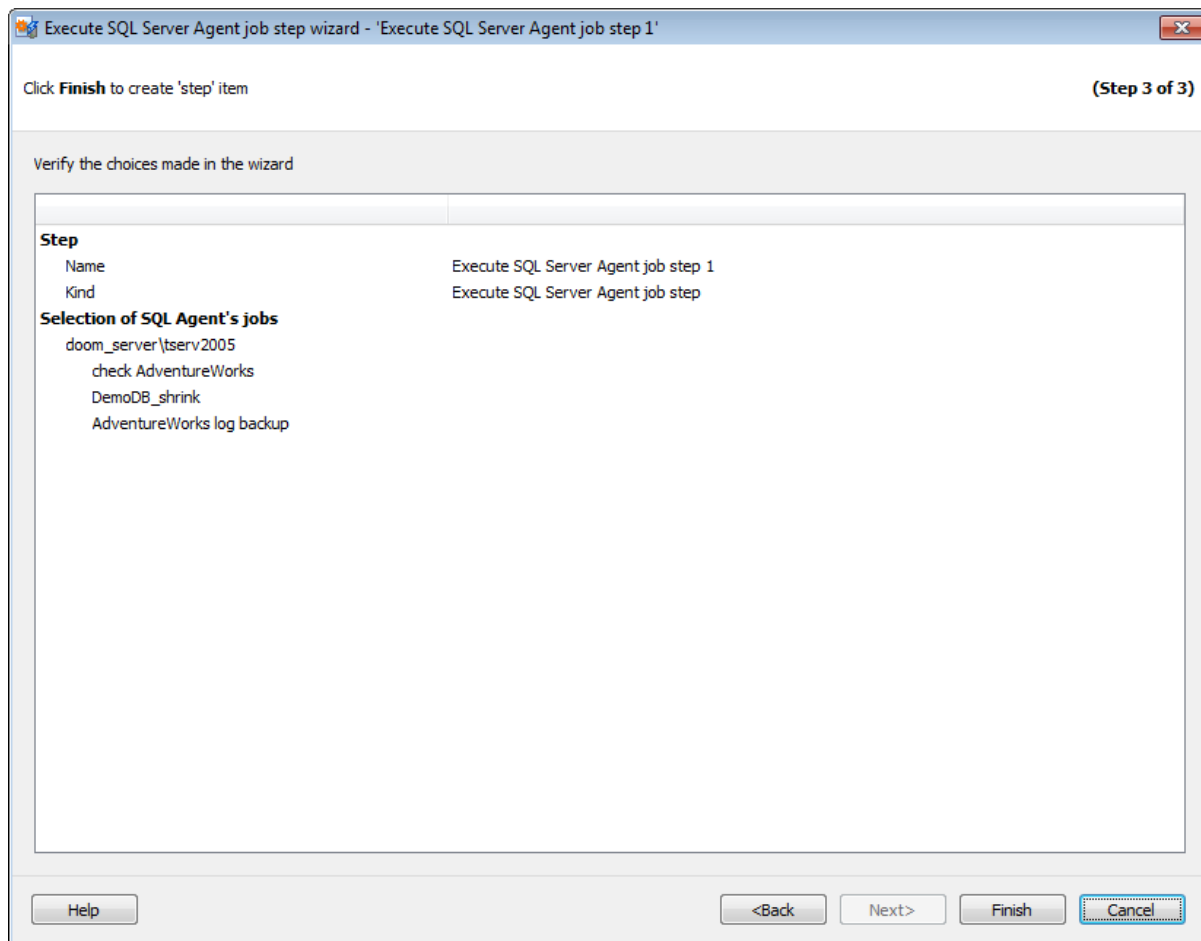 Execute SQL Server Agent job step wizard - 'Execute SQL Server Agent job step 1'
Click Finish to create 'step' item
(Step 3 of 3)
Verify the choices made in the wizard
Step
Name Execute SQL Server Agent job step 1
Kind Execute SQL Server Agent job step
Selection of SQL Agent's jobs
doom_server\tserv2005
check AdventureWorks
DemoDB_shrink
AdventureWorks log backup
Help <Back Next> Finish Cancel